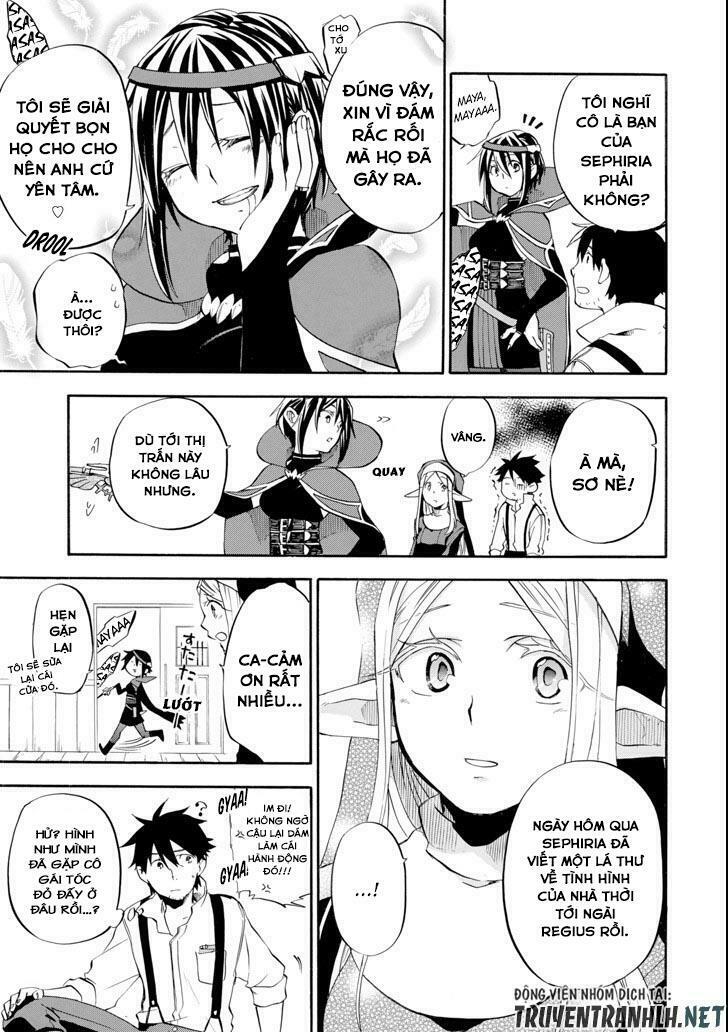 TÔI NGHĨ
CÔ LÀ BẠN
CỦA
SEPHIRIA
PHẢI
KHÔNG?
MAYA,
MAYAAA.
SASASASA
CHO
TỚ
XU
ĐÚNG VẬY,
XIN VÌ ĐÁM
RẮC RỐI
MÀ HỌ ĐÃ
GÂY RA.
SASASASA
TÔI SẼ GIẢI
QUYẾT BỌN
HỌ CHO CHO
NÊN ANH CỨ
YÊN TÂM.
♡
DROOL
À...
ĐƯỢC
THÔI?
À MÀ,
SƠ NÈ!
VÂNG.
QUAY
DÙ TỚI THỊ
TRẤN NÀY
KHÔNG LÂU
NHƯNG.
NGÀY HÔM QUA
SEPHIRIA ĐÃ
VIẾT MỘT LÁ THƯ
VỀ TÌNH HÌNH
CỦA NHÀ THỜI
TỚI NGÀI
REGIUS RỒI.
...!
CA-CẢM
ƠN RẤT
NHIỀU...
すたたー
LƯỚT
MAYAAA
HẸN
GẶP
LẠI
TÔI SẼ SỬA
LẠI CÁI
CỬA ĐÓ.
GYAA!
IM ĐI!
KHÔNG NGỜ
CẬU LẠI DÁM
LÀM CÁI
HÀNH ĐỘNG
ĐÓ!!!
GYAA!
?
HỬ? HÌNH
NHƯ MÌNH
ĐÃ GẶP CÔ
GÁI TÓC
ĐỎ ĐẤY Ở
ĐÂU RỒI...?
ĐỘNG VIÊN NHÓM DỊCH TẠI:
TRUYENTRANHLH.NET